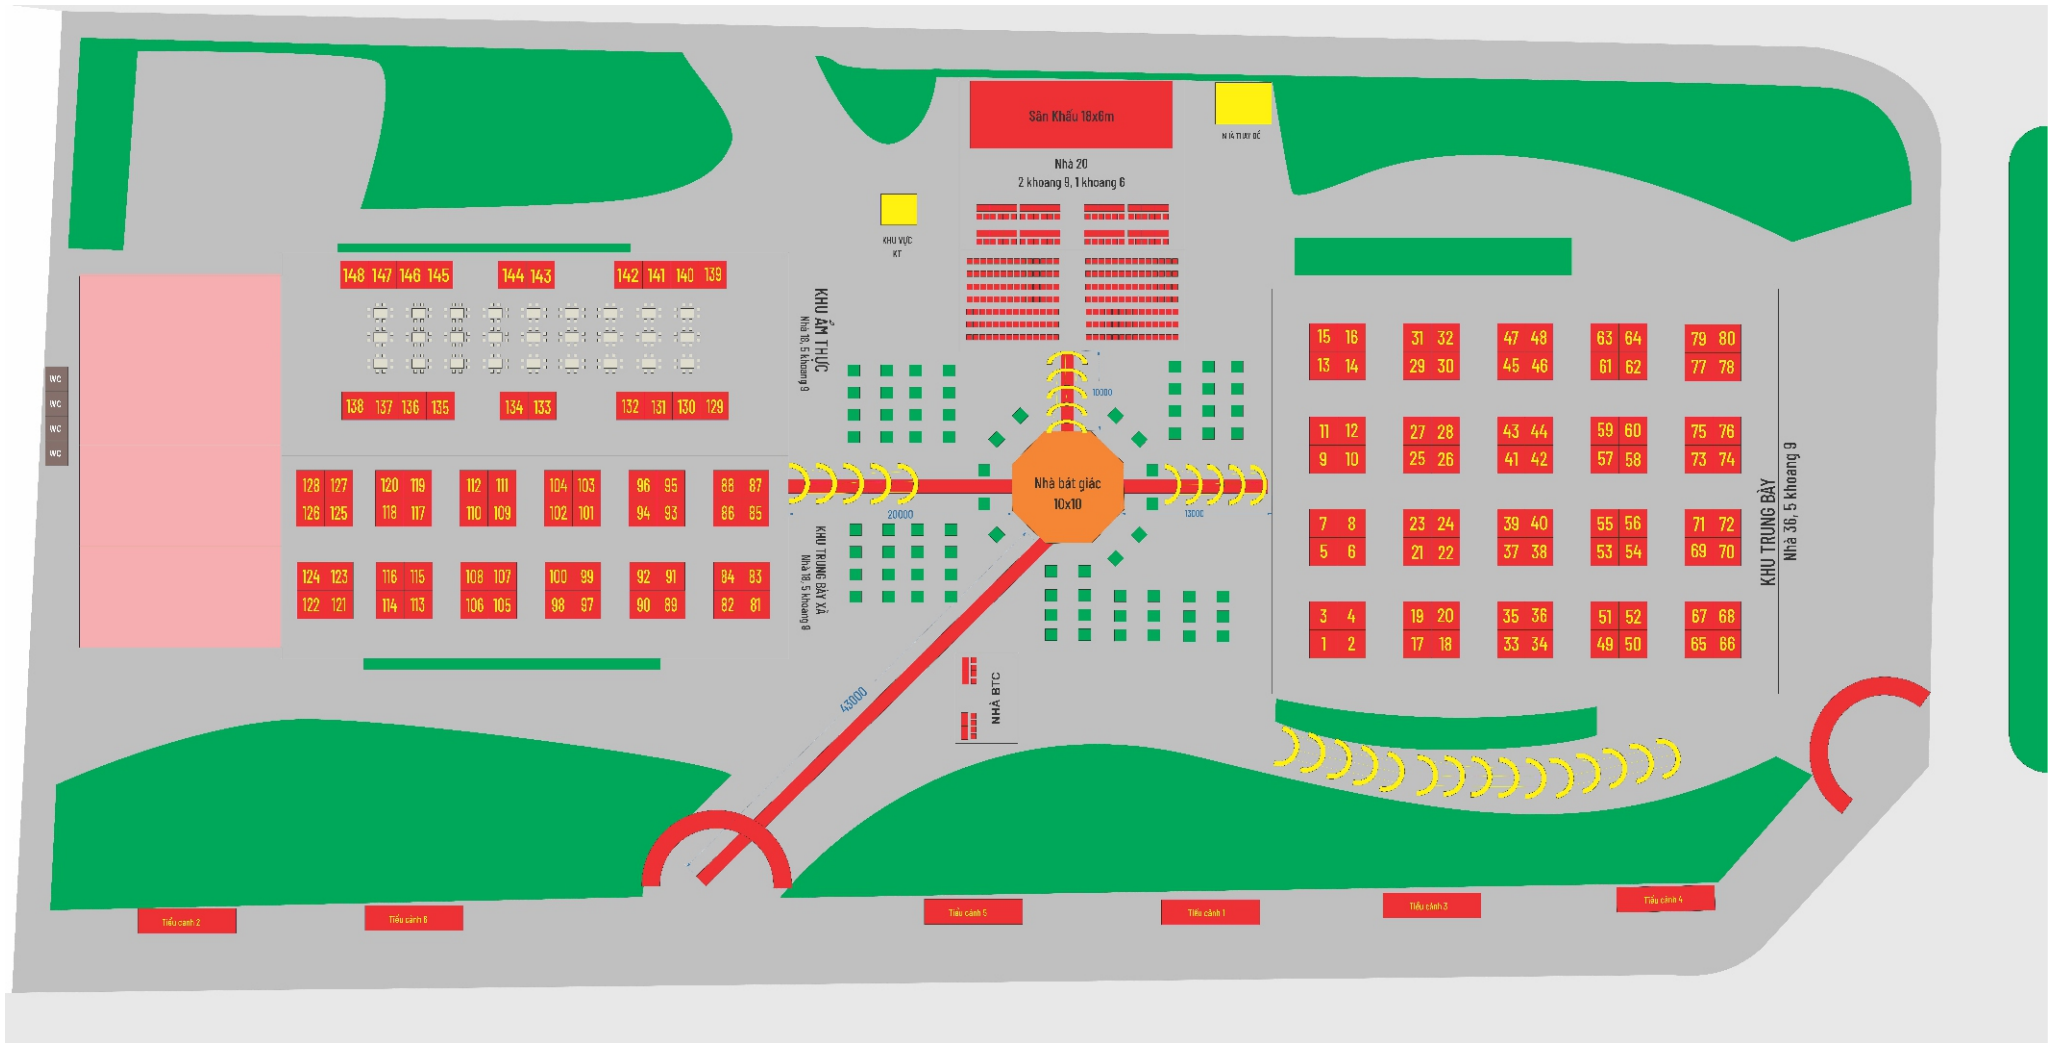 Sân Khấu 18x6m
NHÀ THAY ĐỒ
Nhà 20
2 khoang 9, 1 khoang 6
KHU VỰC
KT
148 147 146 145
144 143
142 141 140 139
KHU ẨM THỰC
Nhà 18, 5 khoang 9
138 137 136 135
134 133
132 131 130 129
WC
WC
WC
WC
128 127
126 125
120 119
118 117
112 111
110 109
104 103
102 101
96 95
94 93
88 87
86 85
124 123
122 121
116 115
114 113
108 107
106 105
100 99
98 97
92 91
90 89
84 83
82 81
KHU TRUNG BÀY XÃ
Nhà 18, 5 khoang 9
10000
Nhà bát giác
10x10
20000
13000
43000
NHÀ BTC
15 16
13 14
31 32
29 30
47 48
45 46
63 64
61 62
79 80
77 78
11 12
9 10
27 28
25 26
43 44
41 42
59 60
57 58
75 76
73 74
7 8
5 6
23 24
21 22
39 40
37 38
55 56
53 54
71 72
69 70
3 4
1 2
19 20
17 18
35 36
33 34
51 52
49 50
67 68
65 66
KHU TRUNG BÀY
Nhà 36, 5 khoang 9
Tiểu cảnh 2
Tiểu cảnh 6
Tiểu cảnh 5
Tiểu cảnh 1
Tiểu cảnh 3
Tiểu cảnh 4